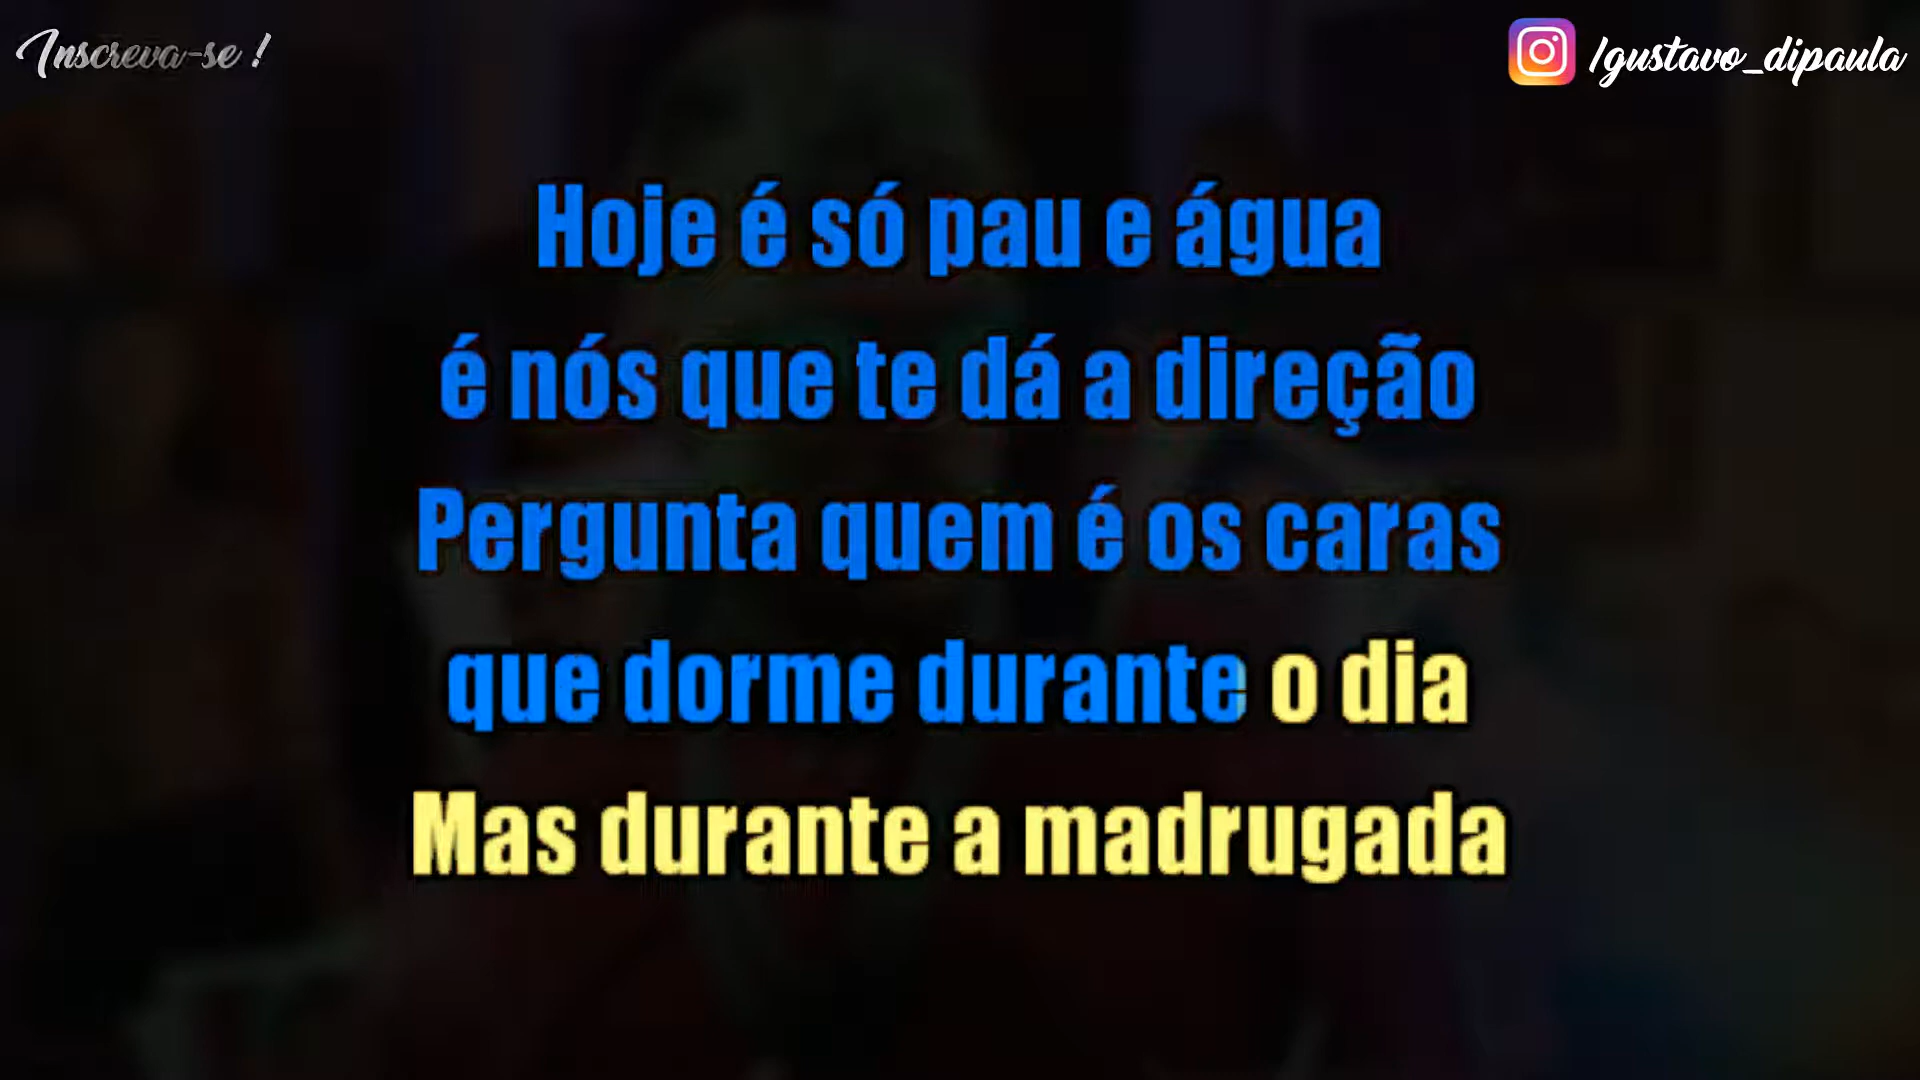 Inscreva-se !
/gustavo_dipaula
Hoje é só pau e água
é nós que te dá a direção
Pergunta quem é os caras
que dorme durante o dia
Mas durante a madrugada